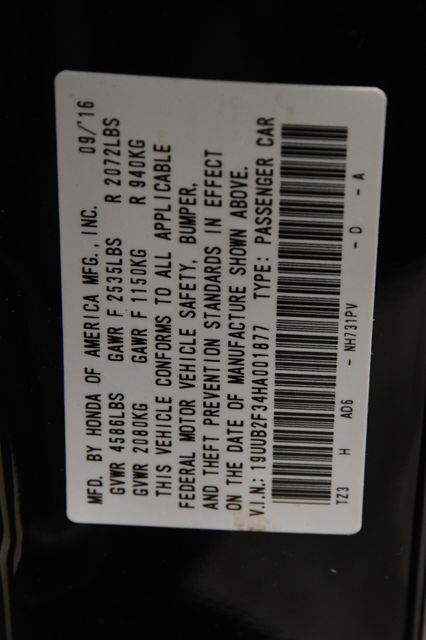 MFD. BY HONDA OF AMERICA MFG., INC. 09/'16
GVWR 4586LBS GAWR F 2535LBS R 2072LBS
GVWR 2080KG GAWR F 1150KG R 940KG
THIS VEHICLE CONFORMS TO ALL APPLICABLE
FEDERAL MOTOR VEHICLE SAFETY, BUMPER,
AND THEFT PREVENTION STANDARDS IN EFFECT
ON THE DATE OF MANUFACTURE SHOWN ABOVE.
V.I.N.: 19UUB2F34HA001877 TYPE: PASSENGER CAR
TZ3 H AD6 - NH731PV - D - A